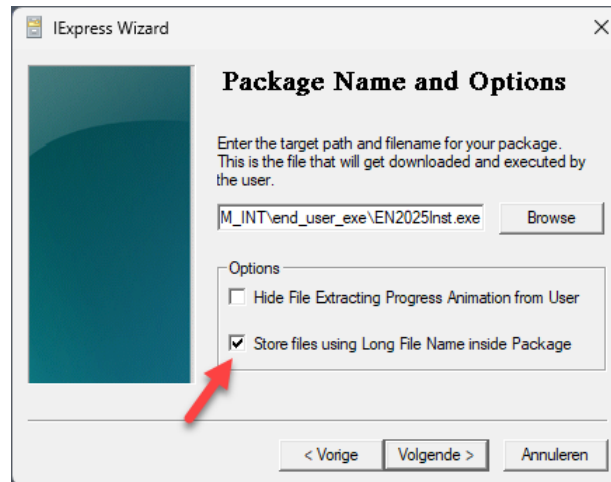 IExpress Wizard
Package Name and Options
Enter the target path and filename for your package.
This is the file that will get downloaded and executed by
the user.
M_INT\end_user_exe\EN2025Inst.exe
Browse
Options
Hide File Extracting Progress Animation from User
Store files using Long File Name inside Package
< Vorige
Volgende >
Annuleren